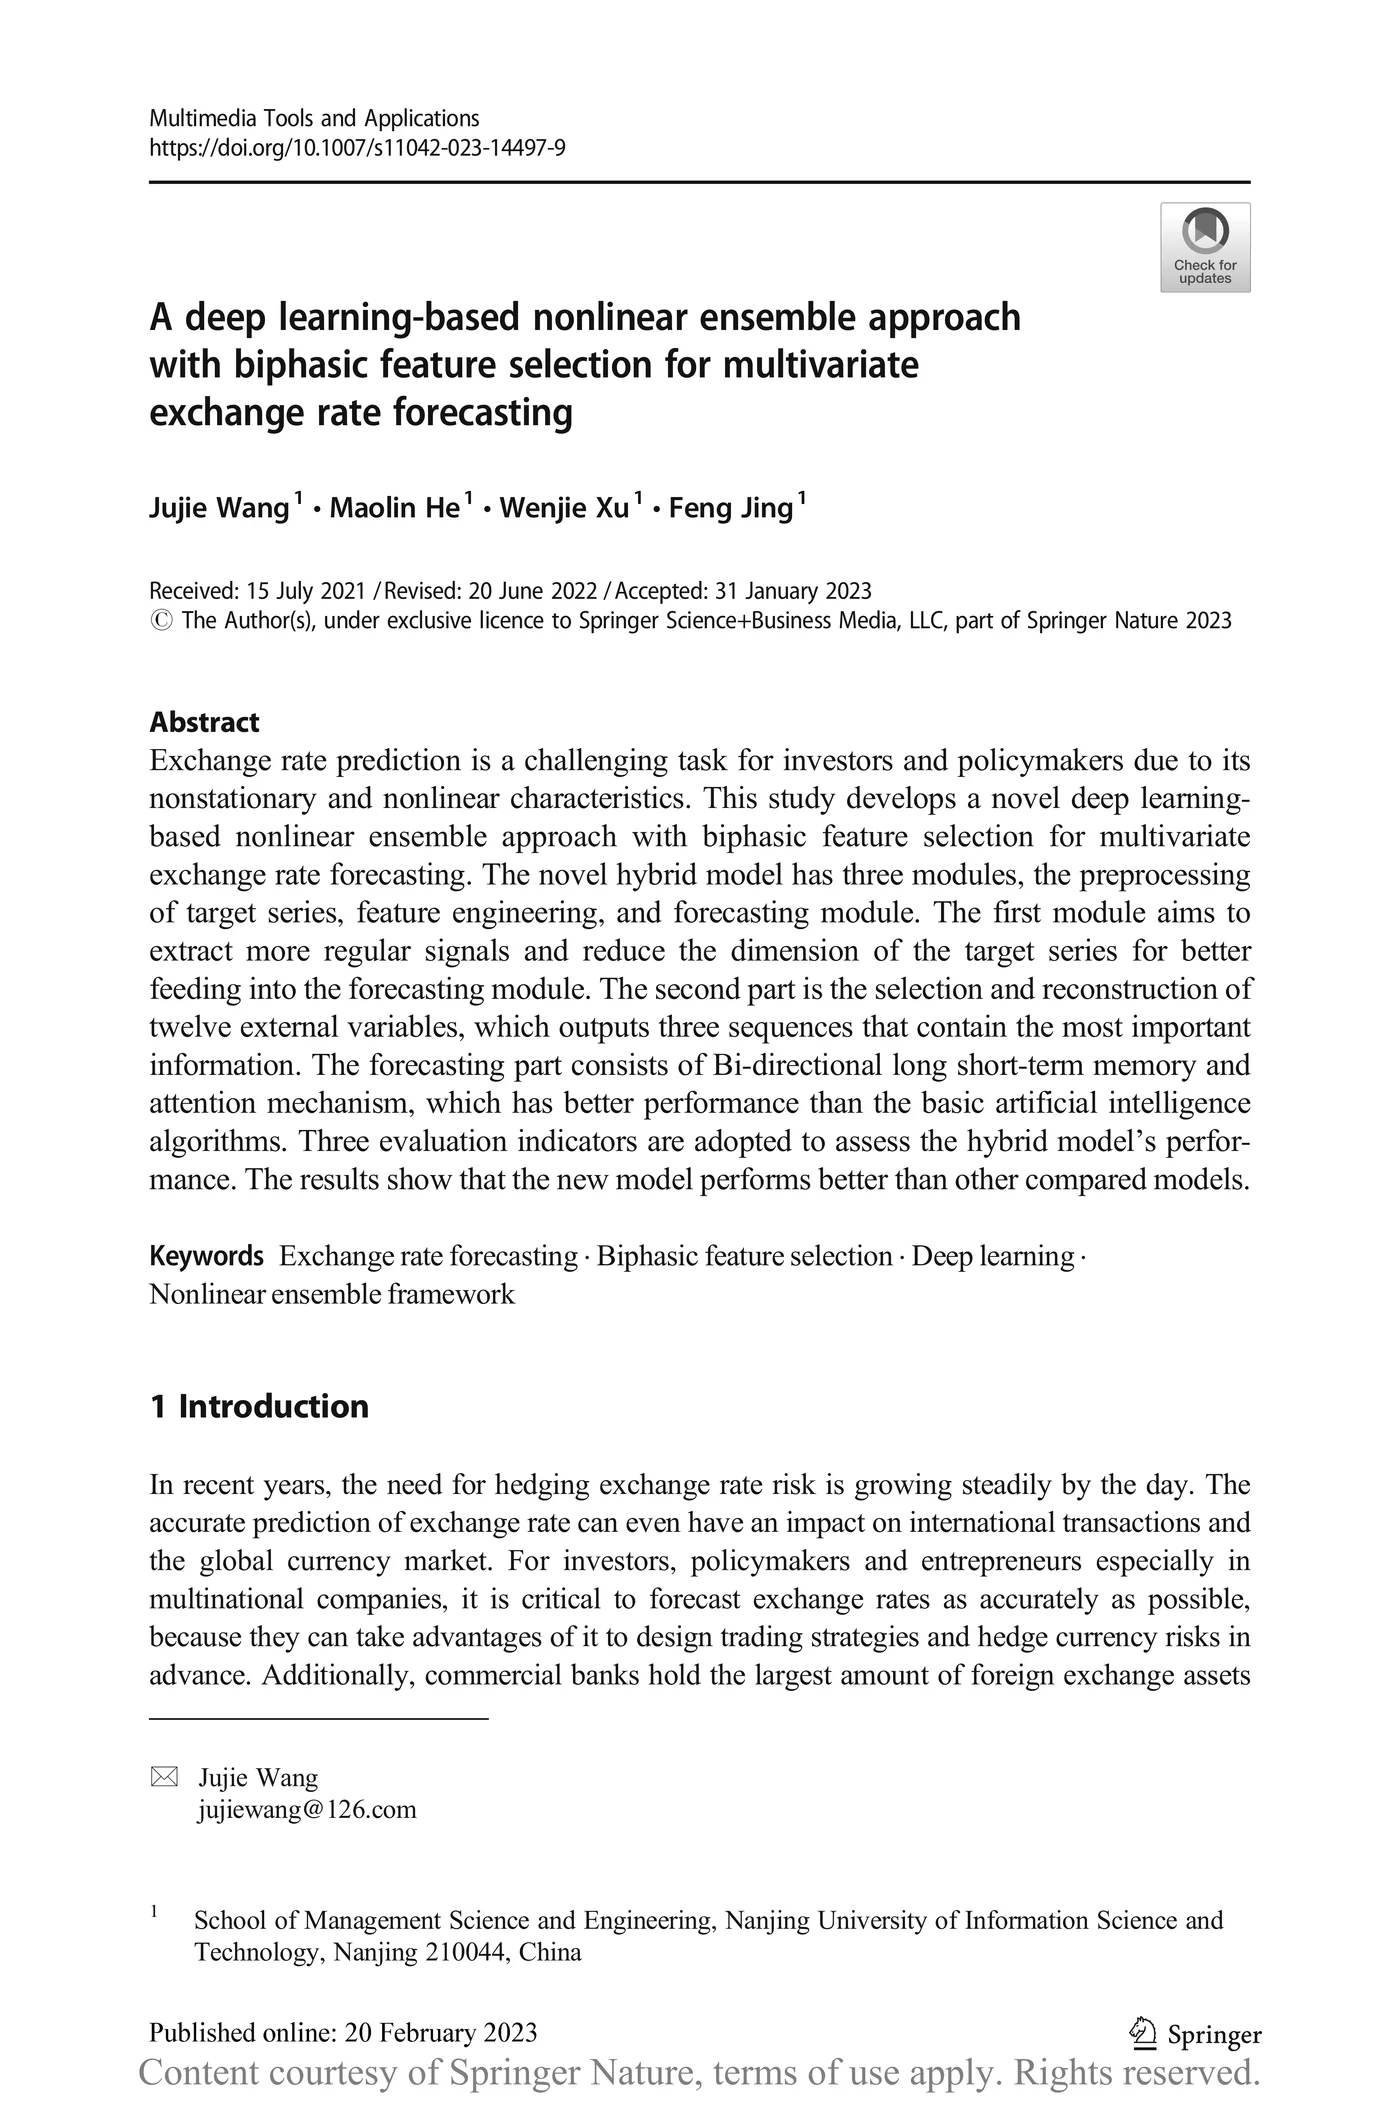 Multimedia Tools and Applications
https://doi.org/10.1007/s11042-023-14497-9
Check for
updates
A deep learning-based nonlinear ensemble approach
with biphasic feature selection for multivariate
exchange rate forecasting
Jujie Wang 1 • Maolin He 1 • Wenjie Xu 1 • Feng Jing 1
Received: 15 July 2021 / Revised: 20 June 2022 / Accepted: 31 January 2023
© The Author(s), under exclusive licence to Springer Science+Business Media, LLC, part of Springer Nature 2023
Abstract
Exchange rate prediction is a challenging task for investors and policymakers due to its
nonstationary and nonlinear characteristics. This study develops a novel deep learning-
based nonlinear ensemble approach with biphasic feature selection for multivariate
exchange rate forecasting. The novel hybrid model has three modules, the preprocessing
of target series, feature engineering, and forecasting module. The first module aims to
extract more regular signals and reduce the dimension of the target series for better
feeding into the forecasting module. The second part is the selection and reconstruction of
twelve external variables, which outputs three sequences that contain the most important
information. The forecasting part consists of Bi-directional long short-term memory and
attention mechanism, which has better performance than the basic artificial intelligence
algorithms. Three evaluation indicators are adopted to assess the hybrid model’s perfor-
mance. The results show that the new model performs better than other compared models.
Keywords Exchange rate forecasting · Biphasic feature selection · Deep learning ·
Nonlinear ensemble framework
1 Introduction
In recent years, the need for hedging exchange rate risk is growing steadily by the day. The
accurate prediction of exchange rate can even have an impact on international transactions and
the global currency market. For investors, policymakers and entrepreneurs especially in
multinational companies, it is critical to forecast exchange rates as accurately as possible,
because they can take advantages of it to design trading strategies and hedge currency risks in
advance. Additionally, commercial banks hold the largest amount of foreign exchange assets
Jujie Wang
jujiewang@126.com
1 School of Management Science and Engineering, Nanjing University of Information Science and
Technology, Nanjing 210044, China
Published online: 20 February 2023
Springer
Content courtesy of Springer Nature, terms of use apply. Rights reserved.